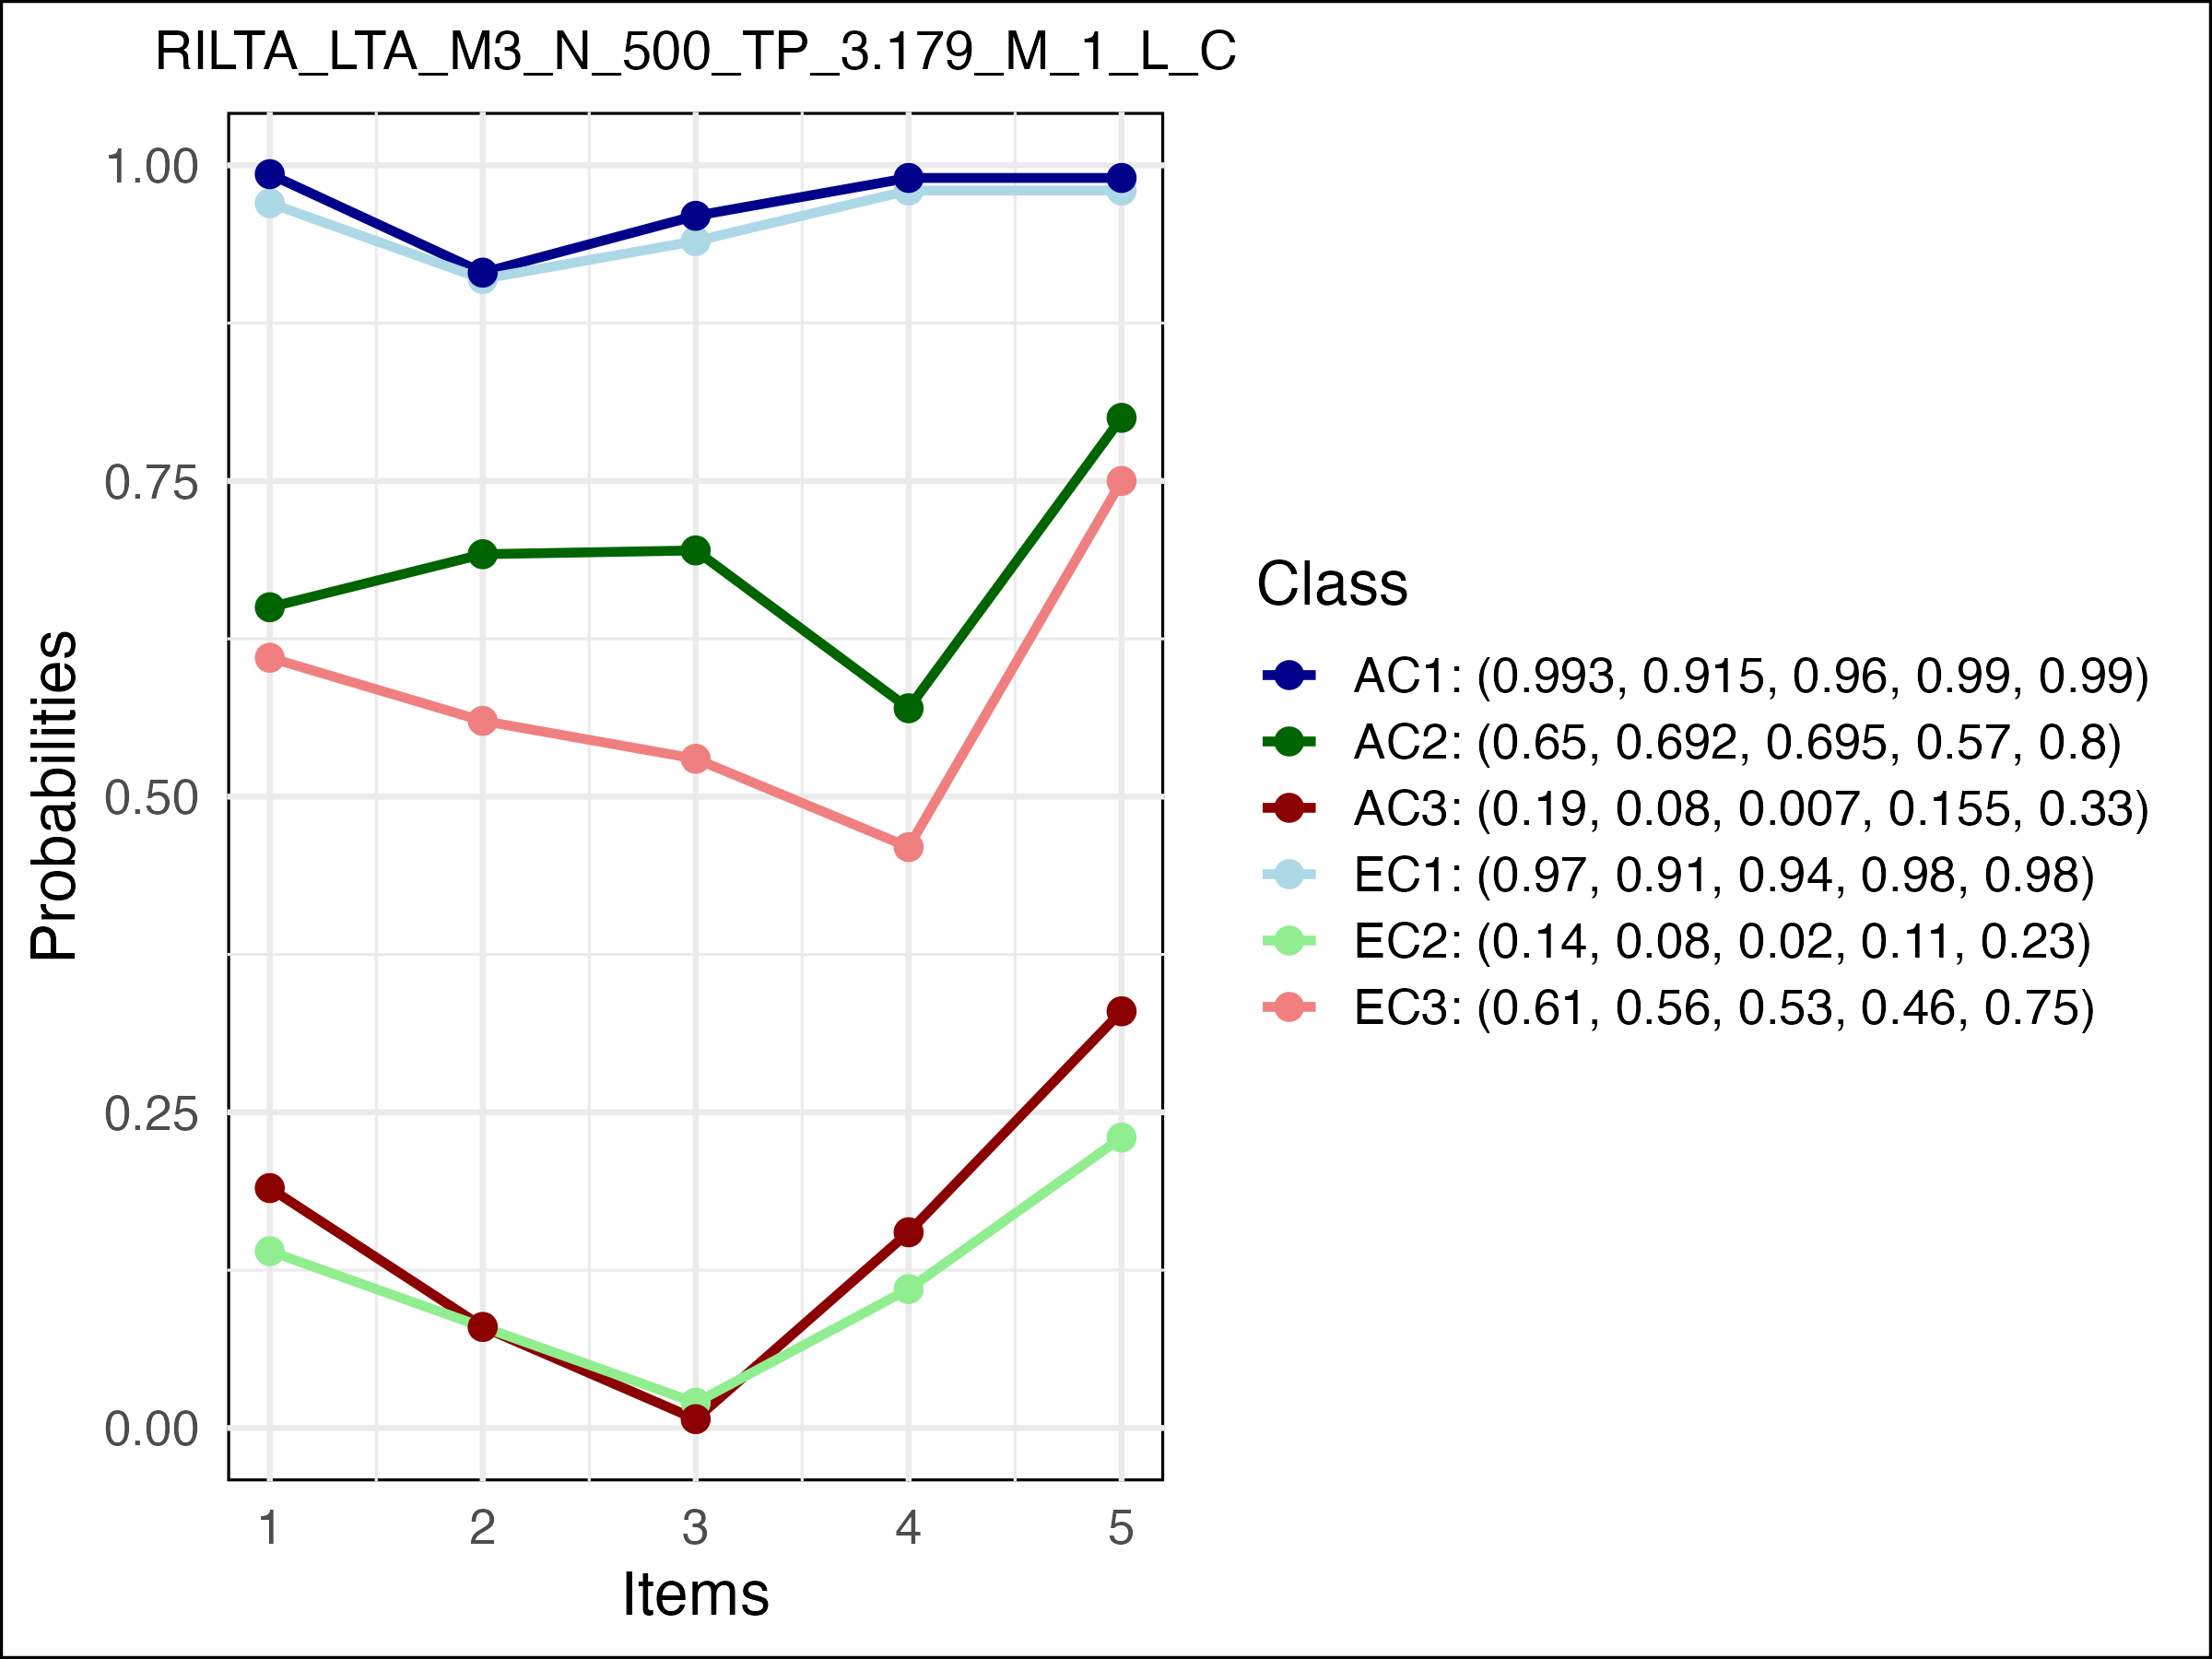 RILTA_LTA_M3_N_500_TP_3.179_M_1_L_C
1.00
0.75
0.50
0.25
0.00
Probabilities
1 2 3 4 5
Items
Class
AC1: (0.993, 0.915, 0.96, 0.99, 0.99)
AC2: (0.65, 0.692, 0.695, 0.57, 0.8)
AC3: (0.19, 0.08, 0.007, 0.155, 0.33)
EC1: (0.97, 0.91, 0.94, 0.98, 0.98)
EC2: (0.14, 0.08, 0.02, 0.11, 0.23)
EC3: (0.61, 0.56, 0.53, 0.46, 0.75)